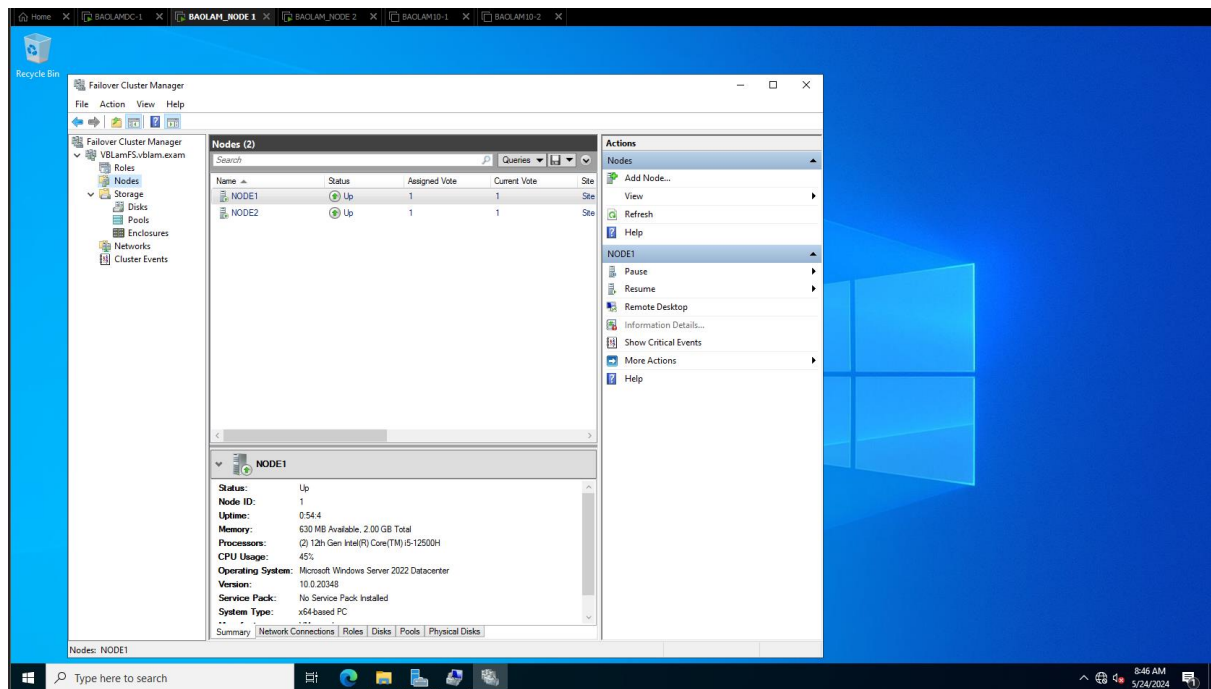 Home BAOLAMDC-1 BAOLAM_NODE 1 BAOLAM_NODE 2 BAOLAM10-1 BAOLAM10-2
Recycle Bin
Failover Cluster Manager
File Action View Help
Failover Cluster Manager
VBLamFS.vblam.exam
Roles
Nodes
Storage
Disks
Pools
Enclosures
Networks
Cluster Events
Nodes (2)
Search Queries
Name Status Assigned Vote Current Vote Site
NODE1 Up 1 1 Site
NODE2 Up 1 1 Site
NODE1
Status: Up
Node ID: 1
Uptime: 0:54:4
Memory: 630 MB Available, 2.00 GB Total
Processors: (2) 12th Gen Intel(R) Core(TM) i5-12500H
CPU Usage: 45%
Operating System: Microsoft Windows Server 2022 Datacenter
Version: 10.0.20348
Service Pack: No Service Pack Installed
System Type: x64-based PC
Summary Network Connections Roles Disks Pools Physical Disks
Actions
Nodes
Add Node...
View
Refresh
Help
NODE1
Pause
Resume
Remote Desktop
Information Details...
Show Critical Events
More Actions
Help
Nodes: NODE1
Type here to search
8:46 AM
5/24/2024